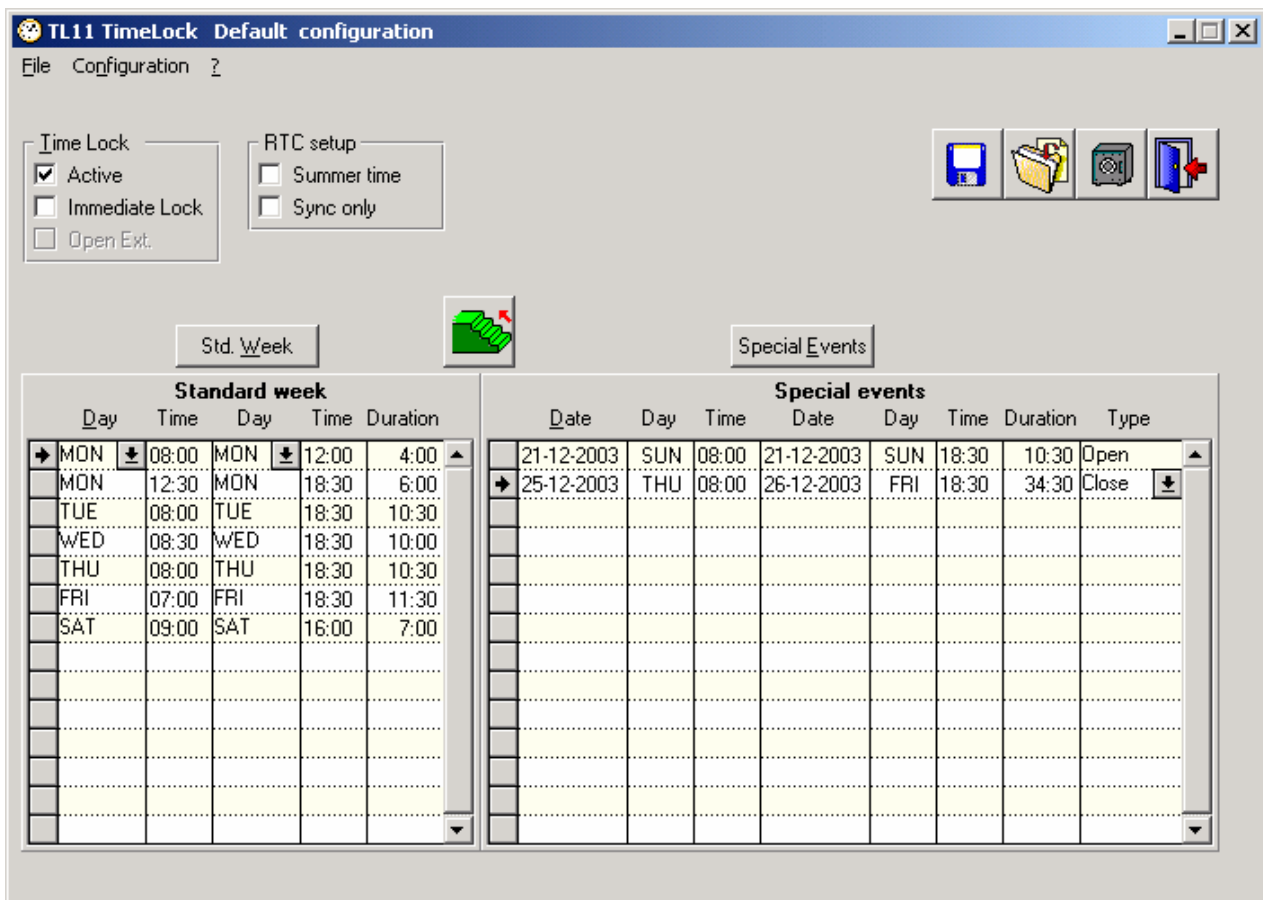 TL11 TimeLock Default configuration
File Configuration ?
Time Lock
Active
Immediate Lock
Open Ext.
RTC setup
Summer time
Sync only
Std. Week
Special Events
Standard week
Day Time Day Time Duration
MON 08:00 MON 12:00 4:00
MON 12:30 MON 18:30 6:00
TUE 08:00 TUE 18:30 10:30
WED 08:30 WED 18:30 10:00
THU 08:00 THU 18:30 10:30
FRI 07:00 FRI 18:30 11:30
SAT 09:00 SAT 16:00 7:00
Special events
Date Day Time Date Day Time Duration Type
21-12-2003 SUN 08:00 21-12-2003 SUN 18:30 10:30 Open
25-12-2003 THU 08:00 26-12-2003 FRI 18:30 34:30 Close